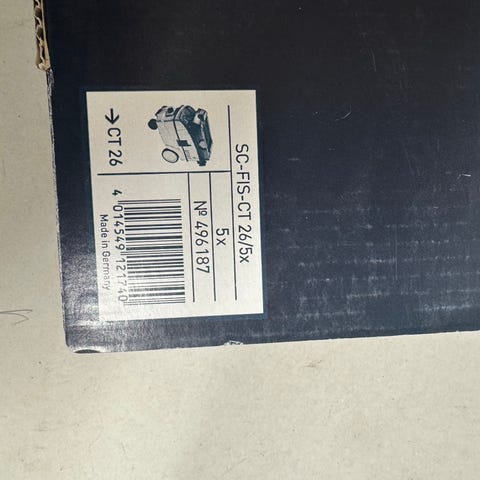 SC-FIS-CT 26/5x
5x
Nº 496187
→CT 26
4 014549 121740
Made in Germany